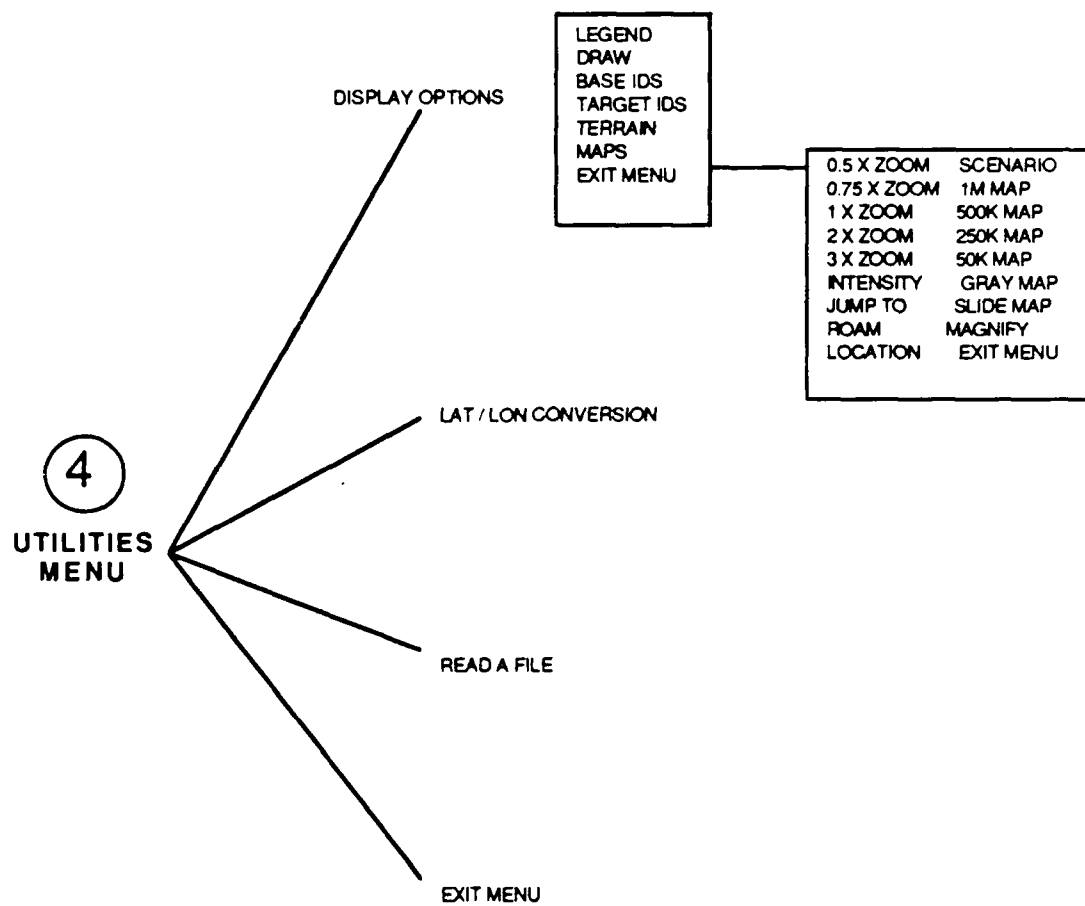 LEGEND
DRAW
BASE IDS
TARGET IDS
TERRAIN
MAPS
EXIT MENU
DISPLAY OPTIONS
0.5 X ZOOM SCENARIO
0.75 X ZOOM 1M MAP
1 X ZOOM 500K MAP
2 X ZOOM 250K MAP
3 X ZOOM 50K MAP
INTENSITY GRAY MAP
JUMP TO SLIDE MAP
ROAM MAGNIFY
LOCATION EXIT MENU
LAT / LON CONVERSION
4
UTILITIES
MENU
READ A FILE
EXIT MENU